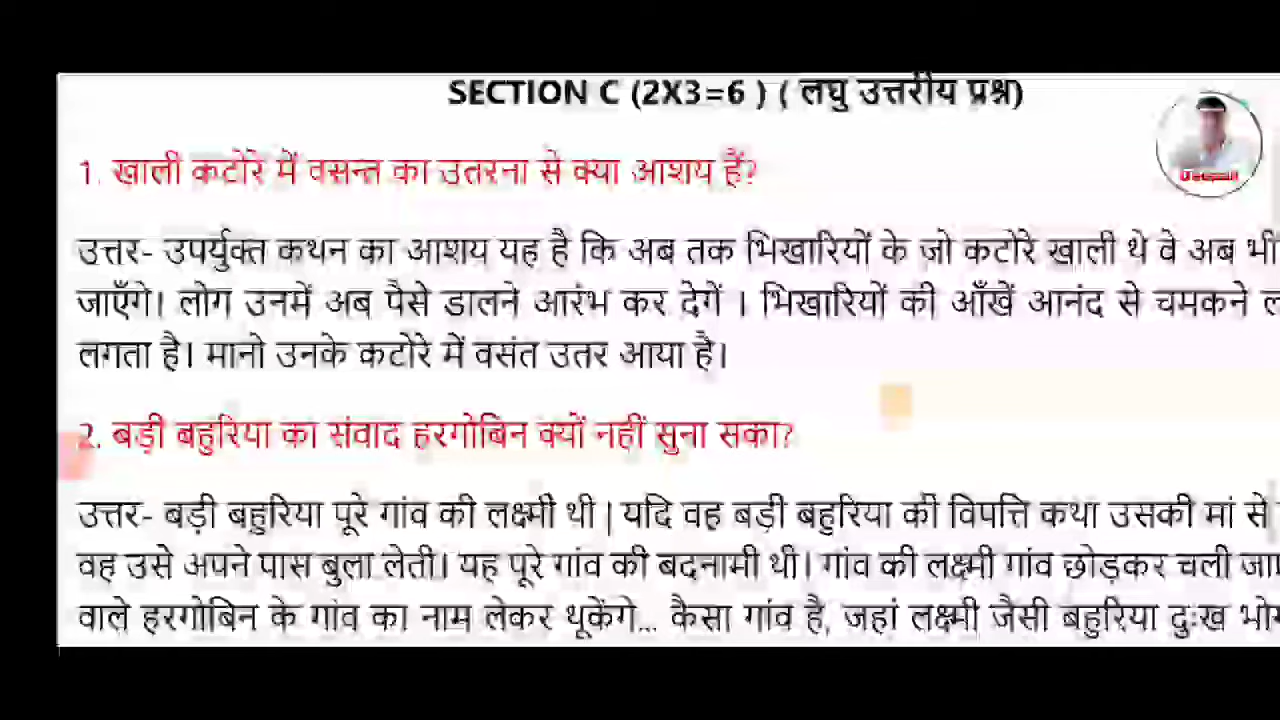 SECTION C (2X3=6 ) ( लघु उत्तरीय प्रश्न)
1. खाली कटोरे में वसन्त का उतरना से क्या आशय हैं?
उत्तर- उपर्युक्त कथन का आशय यह है कि अब तक भिखारियों के जो कटोरे खाली थे वे अब भी
जाएँगे। लोग उनमें अब पैसे डालने आरंभ कर देगें । भिखारियों की आँखें आनंद से चमकने
लगता है। मानो उनके कटोरे में वसंत उतर आया है।
2. बड़ी बहुरिया का संवाद हरगोबिन क्यों नहीं सुना सका?
उत्तर- बड़ी बहुरिया पूरे गांव की लक्ष्मी थी | यदि वह बड़ी बहुरिया की विपत्ति कथा उसकी मां से
वह उसे अपने पास बुला लेती। यह पूरे गांव की बदनामी थी। गांव की लक्ष्मी गांव छोड़कर चली
वाले हरगोबिन के गांव का नाम लेकर थूकेंगे... कैसा गांव है, जहां लक्ष्मी जैसी बहुरिया दुःख